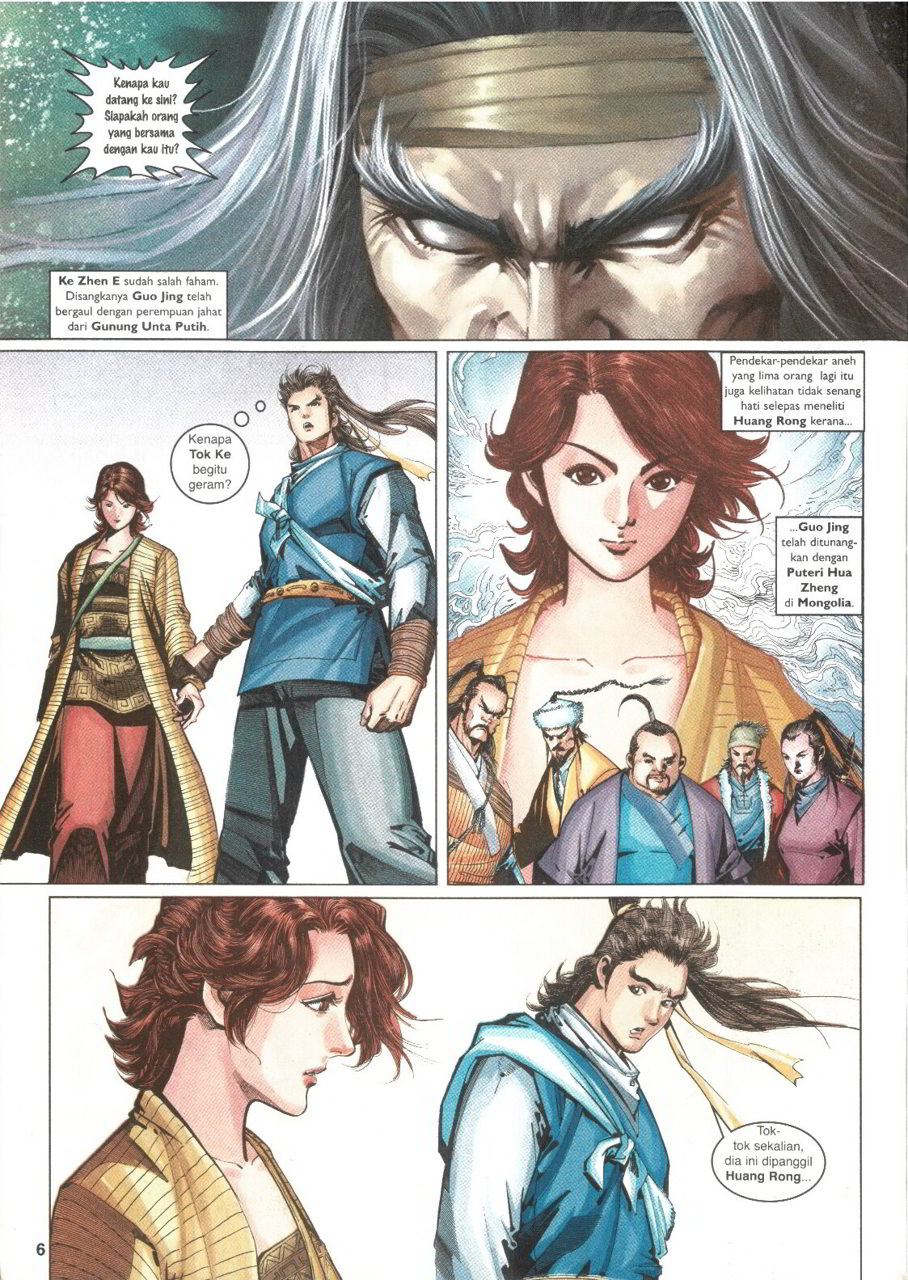 Kenapa kau
datang ke sini?
Siapakah orang
yang bersama
dengan kau itu?
Ke Zhen E sudah salah faham.
Disangkanya Guo Jing telah
bergaul dengan perempuan jahat
dari Gunung Unta Putih.
Kenapa
Tok Ke
begitu
geram?
Pendekar-pendekar aneh
yang lima orang lagi itu
juga kelihatan tidak senang
hati selepas meneliti
Huang Rong kerana...
...Guo Jing
telah ditunang-
kan dengan
Puteri Hua
Zheng
di Mongolia.
Tok-
tok sekalian,
dia ini dipanggil
Huang Rong...
6